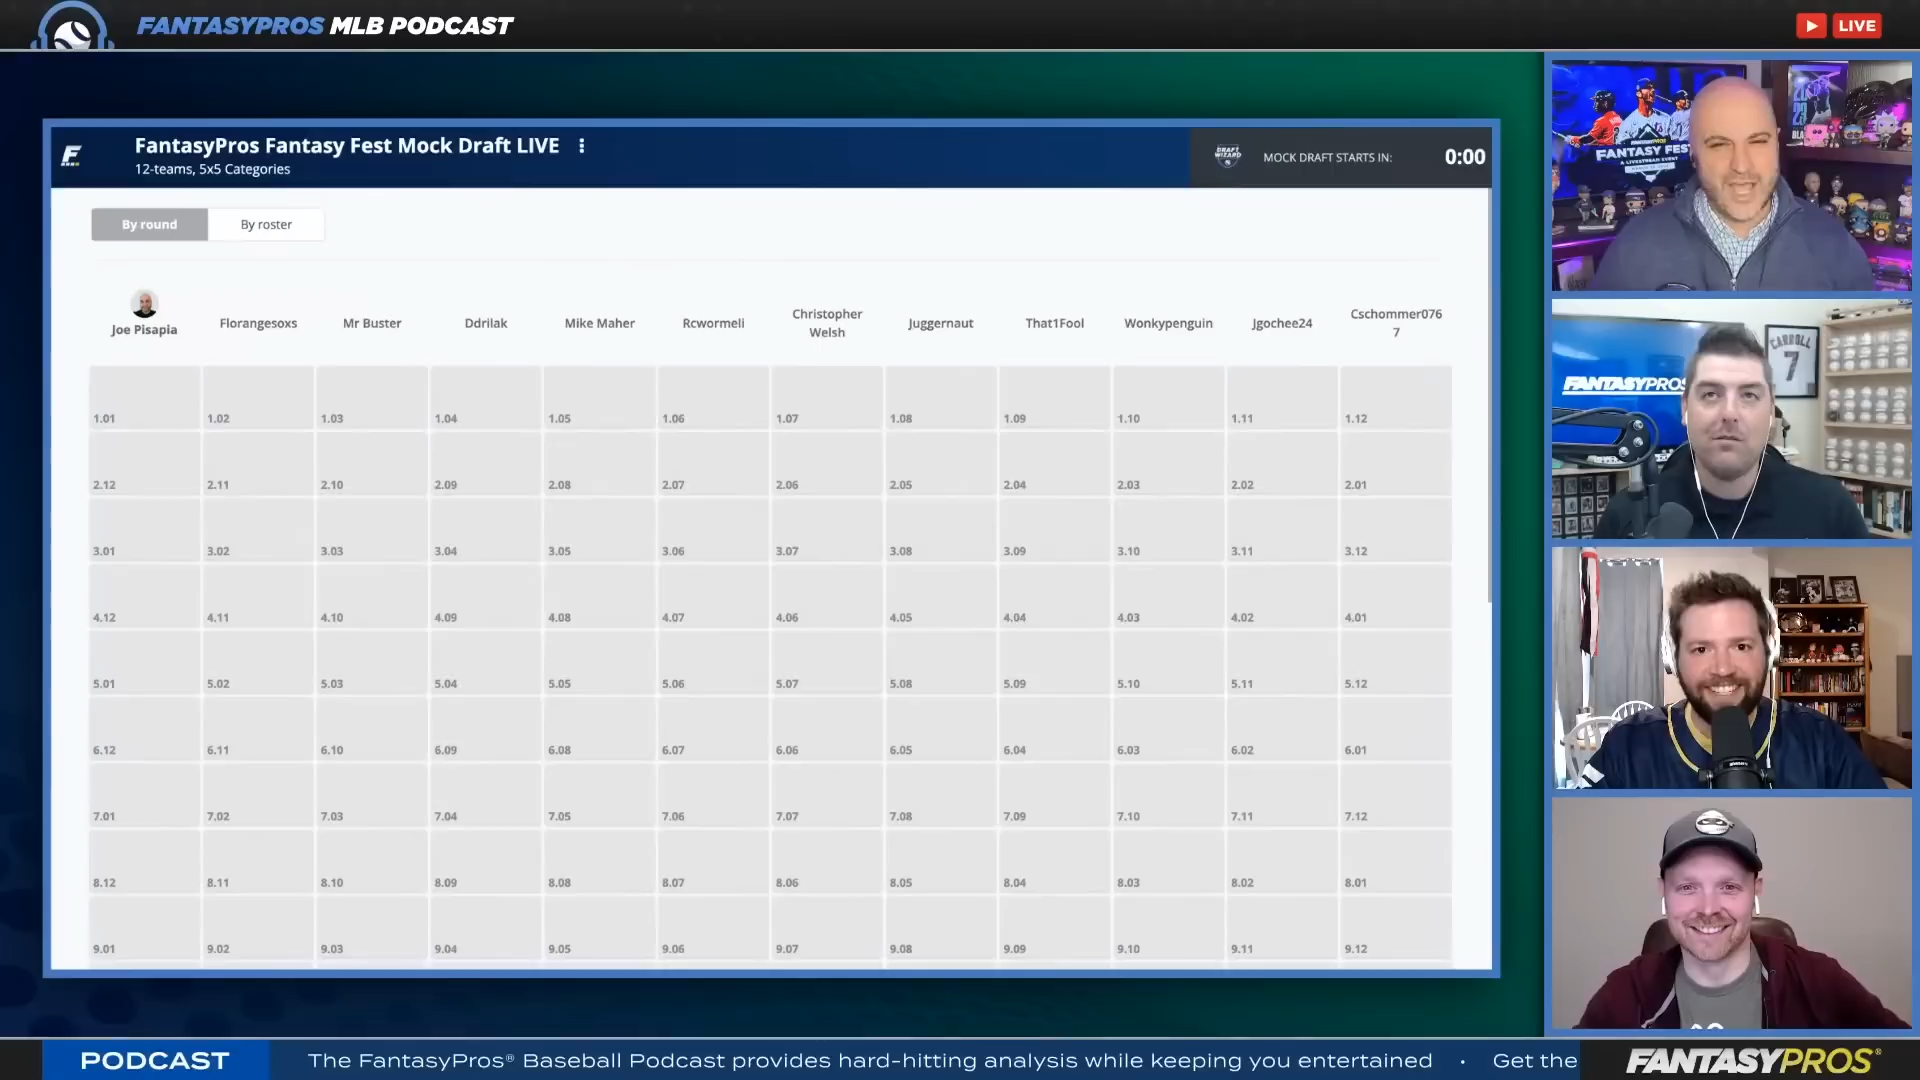 FANTASYPROS MLB PODCAST
LIVE
FantasyPros Fantasy Fest Mock Draft LIVE
12-teams, 5x5 Categories
DRAFT WIZARD
MOCK DRAFT STARTS IN: 0:00
By round By roster
Joe Pisapia Florangesoxs Mr Buster Ddrilak Mike Maher Rcwormeli Christopher Welsh Juggernaut That1Fool Wonkypenguin Jgochee24 Cschommer0767
1.01 1.02 1.03 1.04 1.05 1.06 1.07 1.08 1.09 1.10 1.11 1.12
2.12 2.11 2.10 2.09 2.08 2.07 2.06 2.05 2.04 2.03 2.02 2.01
3.01 3.02 3.03 3.04 3.05 3.06 3.07 3.08 3.09 3.10 3.11 3.12
4.12 4.11 4.10 4.09 4.08 4.07 4.06 4.05 4.04 4.03 4.02 4.01
5.01 5.02 5.03 5.04 5.05 5.06 5.07 5.08 5.09 5.10 5.11 5.12
6.12 6.11 6.10 6.09 6.08 6.07 6.06 6.05 6.04 6.03 6.02 6.01
7.01 7.02 7.03 7.04 7.05 7.06 7.07 7.08 7.09 7.10 7.11 7.12
8.12 8.11 8.10 8.09 8.08 8.07 8.06 8.05 8.04 8.03 8.02 8.01
9.01 9.02 9.03 9.04 9.05 9.06 9.07 9.08 9.09 9.10 9.11 9.12
FANTASY FEST
A LIVESTREAM EVENT
CARROLL
7
FANTASYPROS
PODCAST
The FantasyPros® Baseball Podcast provides hard-hitting analysis while keeping you entertained • Get the
FANTASYPROS®